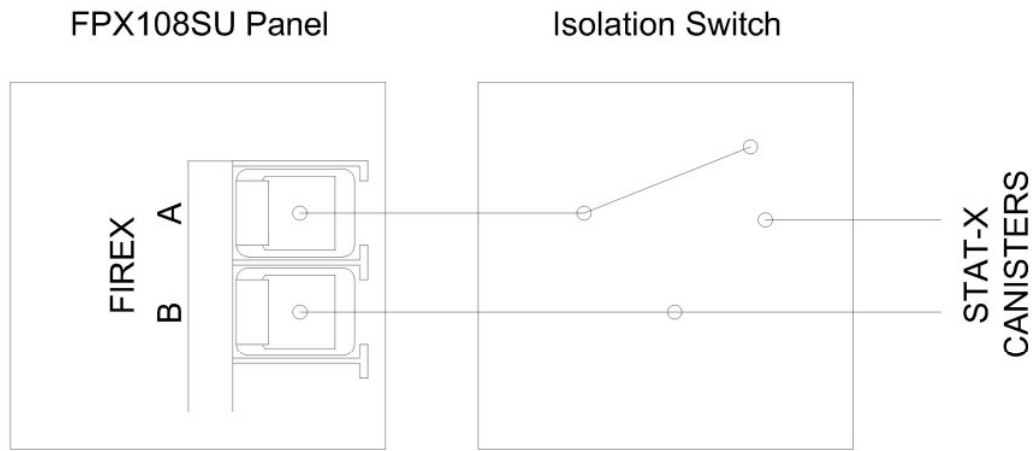 FPX108SU Panel
Isolation Switch
FIREX
A
B
STAT-X
CANISTERS